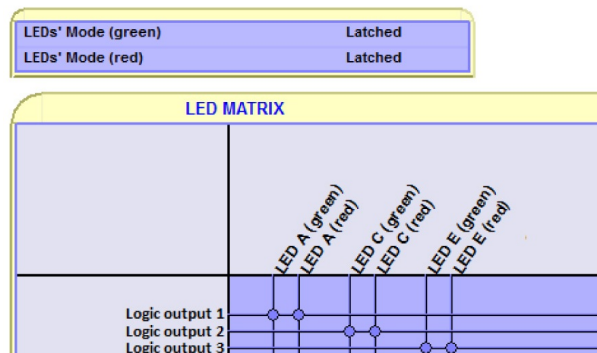 LEDs' Mode (green) Latched
LEDs' Mode (red) Latched
LED MATRIX
LED A (green)
LED A (red)
LED C (green)
LED C (red)
LED E (green)
LED E (red)
Logic output 1
Logic output 2
Logic output 3